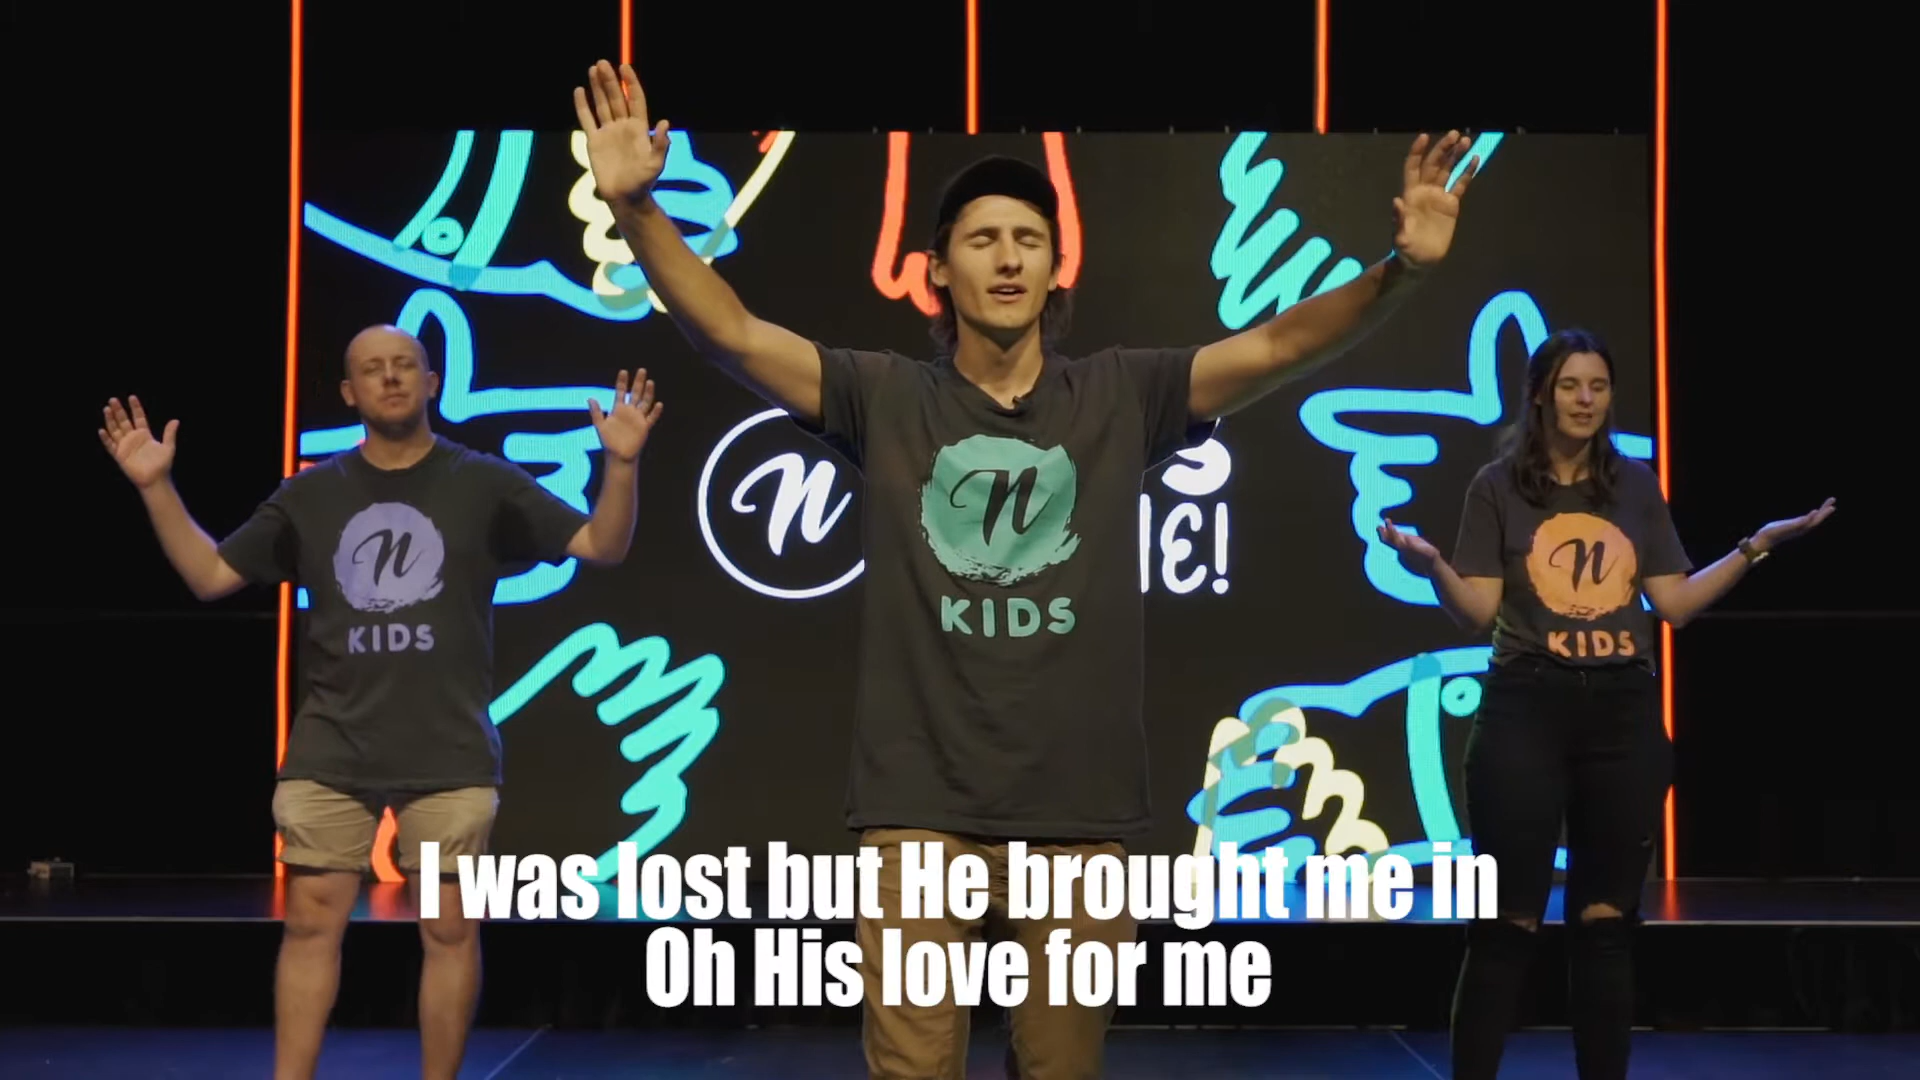 n
n
KIDS
n
KIDS
n
KIDS
I was lost but He brought me in
Oh His love for me